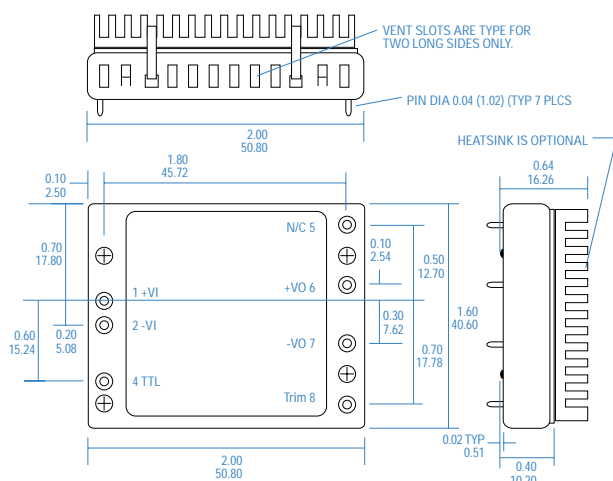 VENT SLOTS ARE TYPE FOR
TWO LONG SIDES ONLY.
PIN DIA 0.04 (1.02) (TYP 7 PLCS
2.00
50.80
HEATSINK IS OPTIONAL
1.80
45.72
0.64
16.26
0.10
2.50
N/C 5
0.70
17.80
0.10
2.54
0.50
12.70
1 +VI
+VO 6
1.60
40.60
0.60
15.24
0.20
5.08
2 -VI
0.30
7.62
-VO 7
0.70
17.78
4 TTL
Trim 8
0.02 TYP
0.51
2.00
50.80
0.40
10.20